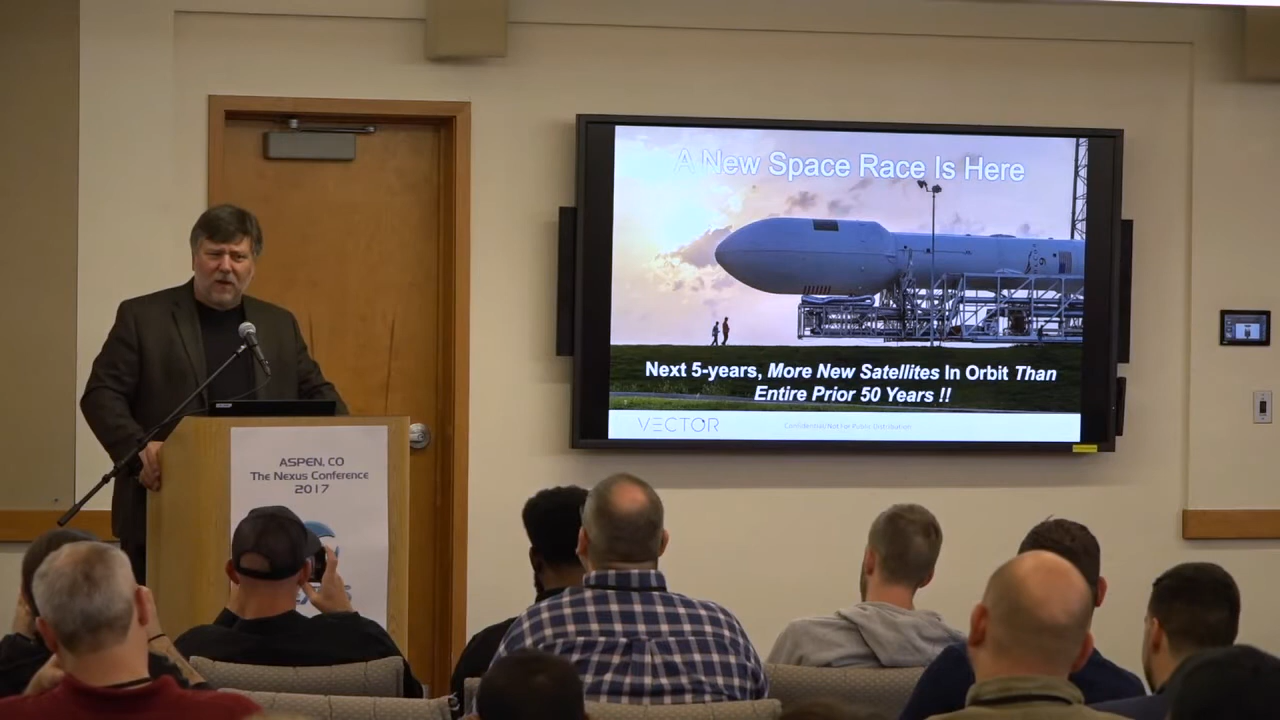 A New Space Race Is Here
Next 5-years, More New Satellites In Orbit Than
Entire Prior 50 Years !!
VECTOR
Confidential/Not For Public Distribution
ASPEN, CO
The Nexus Conference
2017